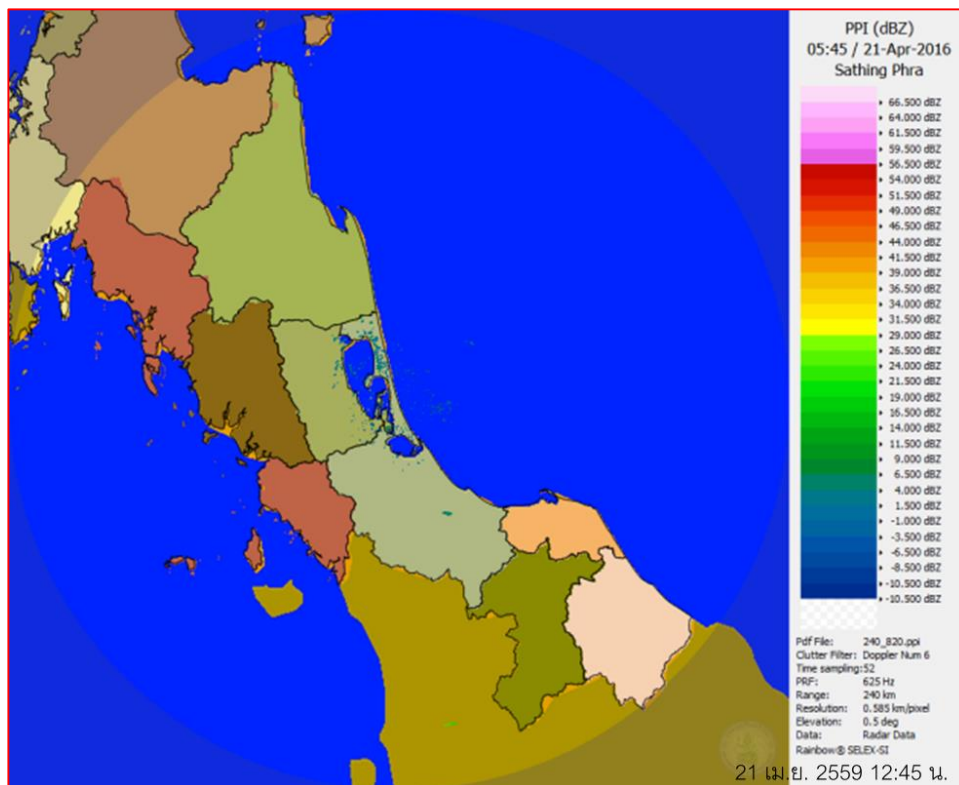 PPI (dBZ)
05:45 / 21-Apr-2016
Sathing Phra
66.500 dBZ
64.000 dBZ
61.500 dBZ
59.500 dBZ
56.500 dBZ
54.000 dBZ
51.500 dBZ
49.000 dBZ
46.500 dBZ
44.000 dBZ
41.500 dBZ
39.000 dBZ
36.500 dBZ
34.000 dBZ
31.500 dBZ
29.000 dBZ
26.500 dBZ
24.000 dBZ
21.500 dBZ
19.000 dBZ
16.500 dBZ
14.000 dBZ
11.500 dBZ
9.000 dBZ
6.500 dBZ
4.000 dBZ
1.500 dBZ
-1.000 dBZ
-3.500 dBZ
-6.500 dBZ
-8.500 dBZ
-10.500 dBZ
-10.500 dBZ
Pdf File: 240_820.ppi
Clutter Filter: Doppler Num 6
Time sampling:52
PRF: 625 Hz
Range: 240 km
Resolution: 0.585 km/pixel
Elevation: 0.5 deg
Data: Radar Data
Rainbow® SELEX-SI
21 เม.ย. 2559 12:45 น.